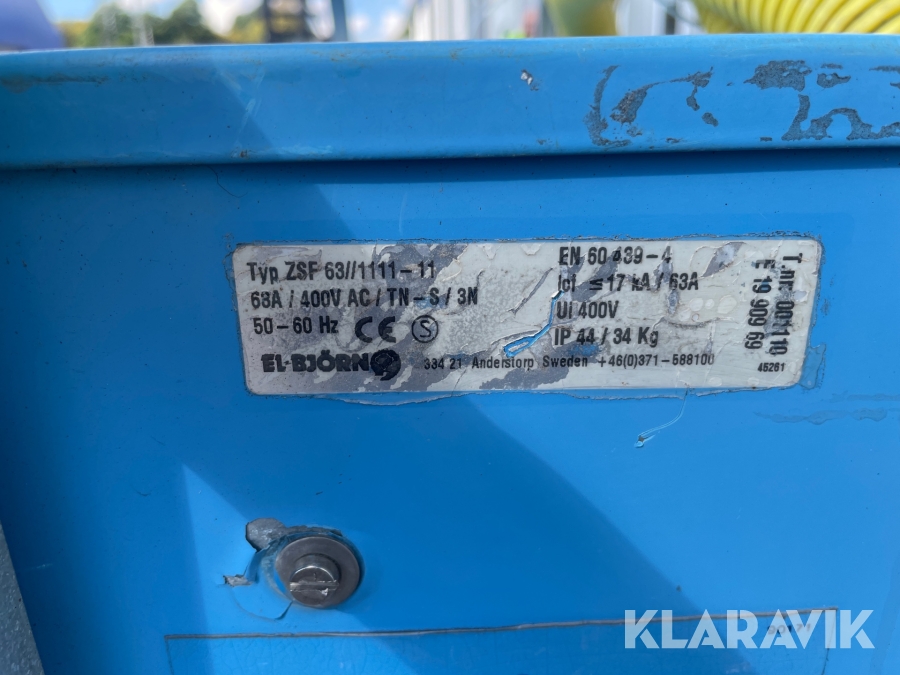 Typ ZSF 63//1111-11
63A / 400V AC / TN-S / 3N
50-60 Hz CE S
EL-BJÖRN
334 21 Anderstorp Sweden +46(0)371-588100
EN 60 439-4
Icf ≤ 17 kA / 63A
Ui 400V
IP 44 / 34 Kg
T.nr. 001110
E 19 909 69
45261
KLARAVIK